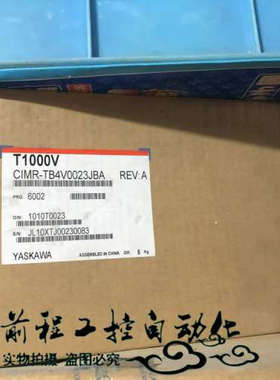 T1000V
CIMR-TB4V0023JBA REV: A
PRG: 6002
O/N: 1010T0023
S/N: JL10XTJ00230083
YASKAWA ASSEMBLED IN CHINA
前程工控自动化
实物拍摄 盗图必究